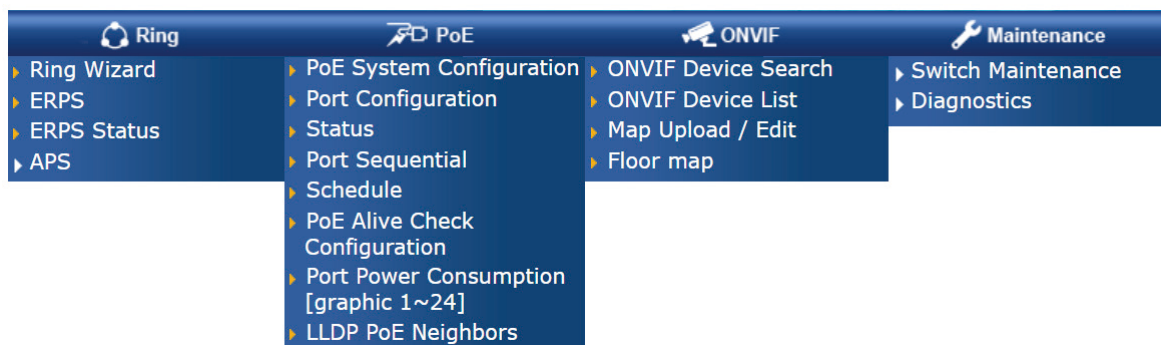 Ring
PoE
ONVIF
Maintenance
Ring Wizard
ERPS
ERPS Status
APS
PoE System Configuration
Port Configuration
Status
Port Sequential
Schedule
PoE Alive Check
Configuration
Port Power Consumption
[graphic 1~24]
LLDP PoE Neighbors
ONVIF Device Search
ONVIF Device List
Map Upload / Edit
Floor map
Switch Maintenance
Diagnostics